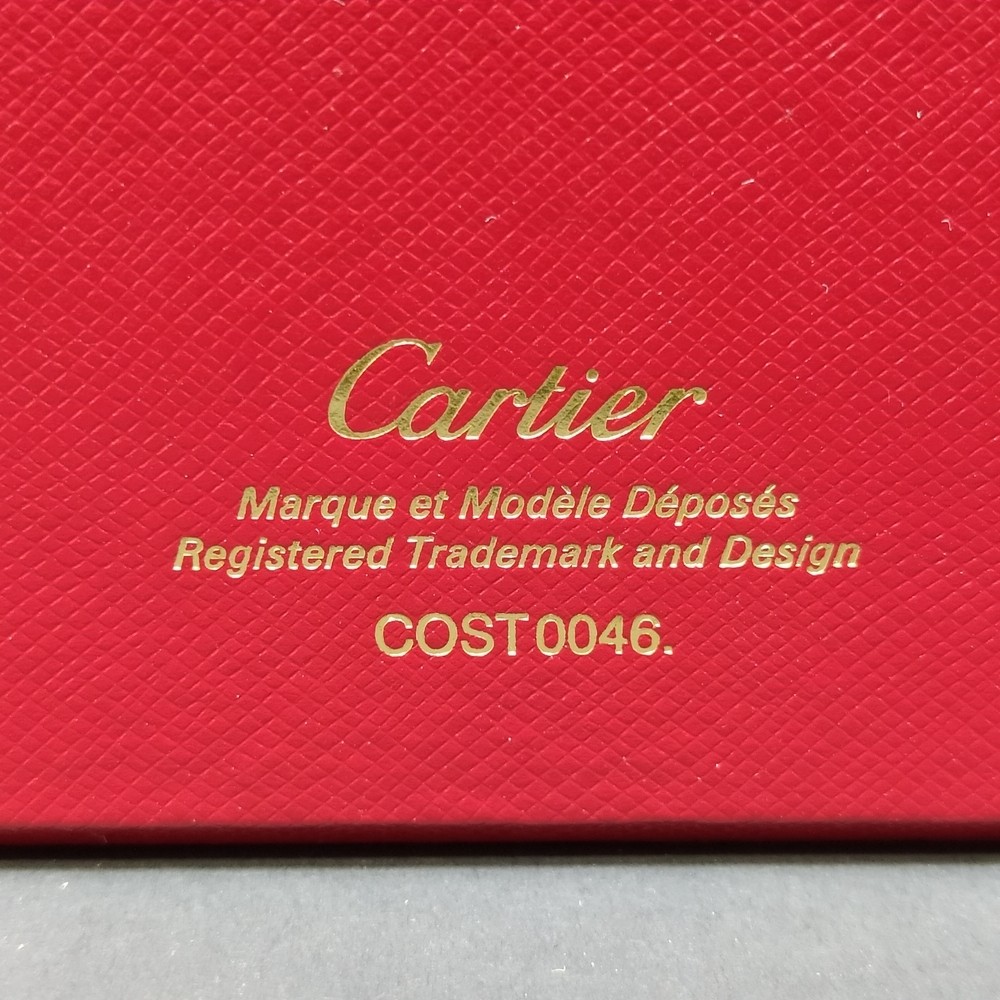 Cartier
Marque et Modèle Déposés
Registered Trademark and Design
COST0046.